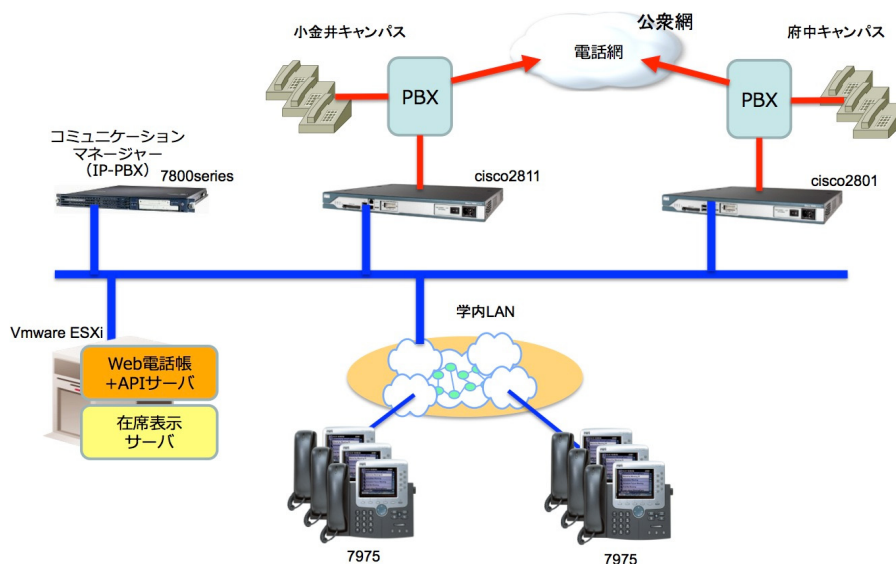 小金井キャンパス
公衆網
電話網
府中キャンパス
PBX
PBX
コミュニケーション
マネージャー
（IP-PBX）
7800series
cisco2811
cisco2801
学内LAN
Vmware ESXi
Web電話帳
+APIサーバ
在席表示
サーバ
7975
7975